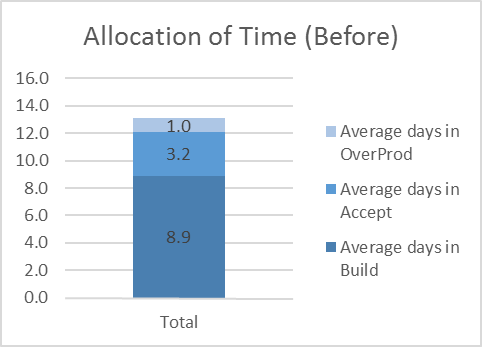 Allocation of Time (Before)
16.0
14.0
12.0
10.0
8.0
6.0
4.0
2.0
0.0
1.0
3.2
8.9
Total
Average days in
OverProd
Average days in
Accept
Average days in
Build